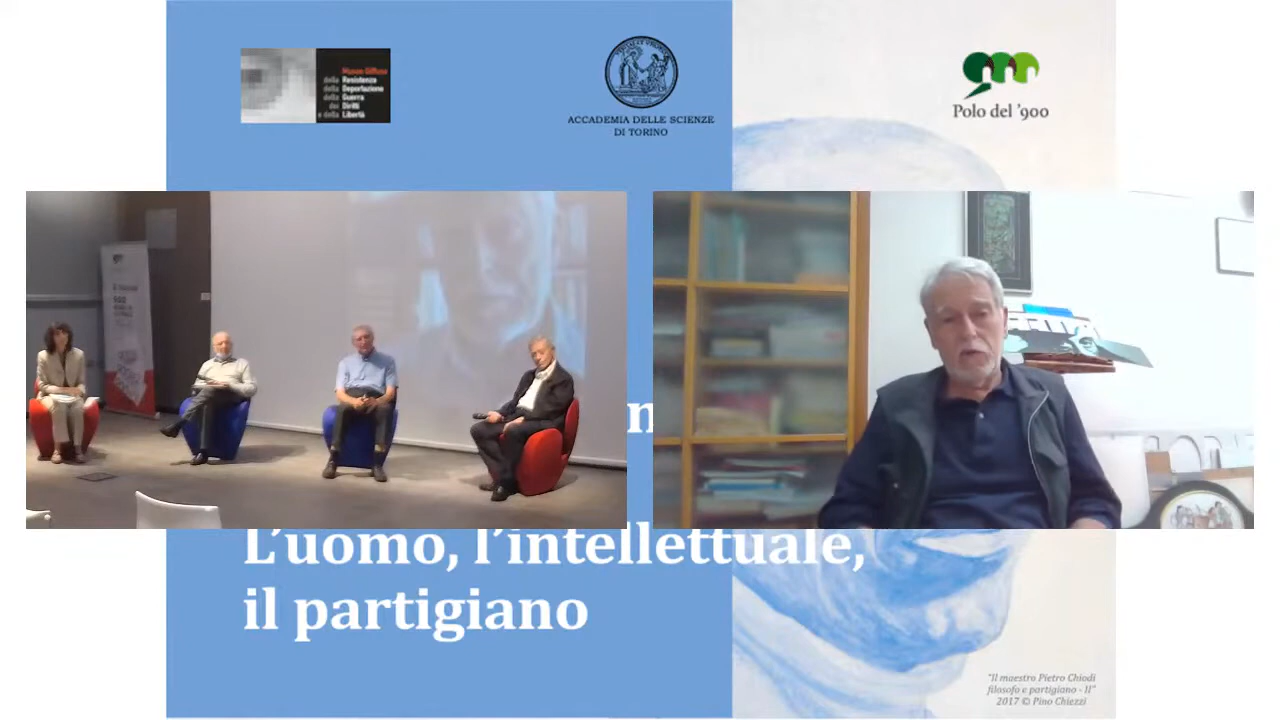 Museo Diffuso
della Resistenza
della Deportazione
della Guerra
dei Diritti
e della Libertà
ACCADEMIA DELLE SCIENZE
DI TORINO
Polo del '900
L'uomo, l'intellettuale,
il partigiano
"Il maestro Pietro Chiodi
filosofo e partigiano - II"
2017 © Pino Chiezzi